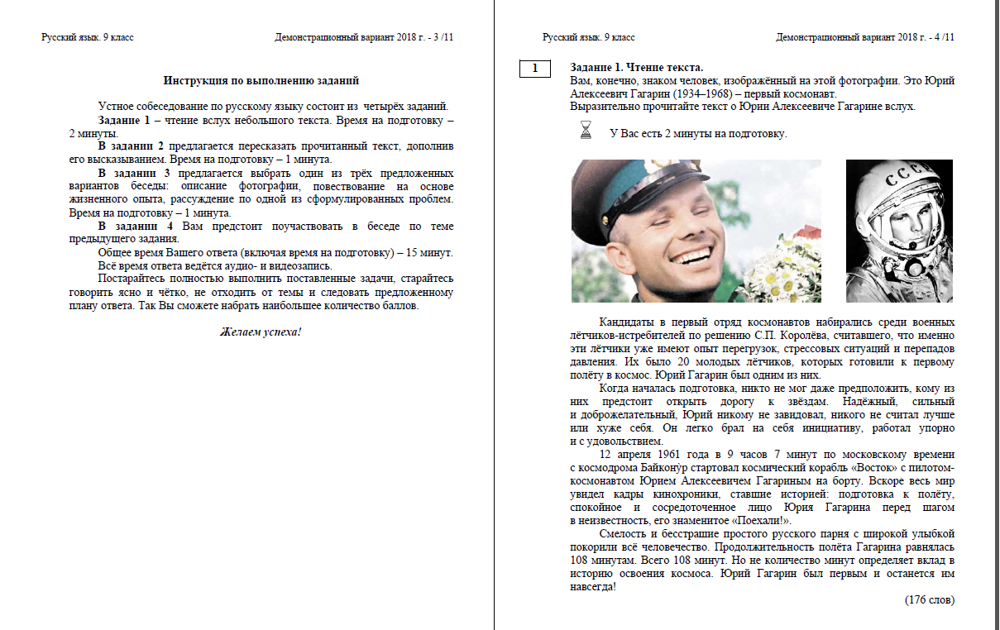 Русский язык. 9 класс
Демонстрационный вариант 2018 г. - 3 /11
Инструкция по выполнению заданий
Устное собеседование по русскому языку состоит из четырёх заданий.
Задание 1 – чтение вслух небольшого текста. Время на подготовку –
2 минуты.
В задании 2 предлагается пересказать прочитанный текст, дополнив
его высказыванием. Время на подготовку – 1 минута.
В задании 3 предлагается выбрать один из трёх предложенных
вариантов беседы: описание фотографии, повествование на основе
жизненного опыта, рассуждение по одной из сформулированных проблем.
Время на подготовку – 1 минута.
В задании 4 Вам предстоит поучаствовать в беседе по теме
предыдущего задания.
Общее время Вашего ответа (включая время на подготовку) – 15 минут.
Всё время ответа ведётся аудио- и видеозапись.
Постарайтесь полностью выполнить поставленные задачи, старайтесь
говорить ясно и чётко, не отходить от темы и следовать предложенному
плану ответа. Так Вы сможете набрать наибольшее количество баллов.
Желаем успеха!
Русский язык. 9 класс
Демонстрационный вариант 2018 г. - 4 /11
1
Задание 1. Чтение текста.
Вам, конечно, знаком человек, изображённый на этой фотографии. Это Юрий
Алексеевич Гагарин (1934–1968) – первый космонавт.
Выразительно прочитайте текст о Юрии Алексеевиче Гагарине вслух.
У Вас есть 2 минуты на подготовку.
СССР
Кандидаты в первый отряд космонавтов набирались среди военных
лётчиков-истребителей по решению С.П. Королёва, считавшего, что именно
эти лётчики уже имеют опыт перегрузок, стрессовых ситуаций и перепадов
давления. Их было 20 молодых лётчиков, которых готовили к первому
полёту в космос. Юрий Гагарин был одним из них.
Когда началась подготовка, никто не мог даже предположить, кому из
них предстоит открыть дорогу к звёздам. Надёжный, сильный
и доброжелательный, Юрий никому не завидовал, никого не считал лучше
или хуже себя. Он легко брал на себя инициативу, работал упорно
и с удовольствием.
12 апреля 1961 года в 9 часов 7 минут по московскому времени
с космодрома Байконýр стартовал космический корабль «Восток» с пилотом-
космонавтом Юрием Алексеевичем Гагариным на борту. Вскоре весь мир
увидел кадры кинохроники, ставшие историей: подготовка к полёту,
спокойное и сосредоточенное лицо Юрия Гагарина перед шагом
в неизвестность, его знаменитое «Поехали!».
Смелость и бесстрашие простого русского парня с широкой улыбкой
покорили всё человечество. Продолжительность полёта Гагарина равнялась
108 минутам. Всего 108 минут. Но не количество минут определяет вклад в
историю освоения космоса. Юрий Гагарин был первым и останется им
навсегда!
(176 слов)